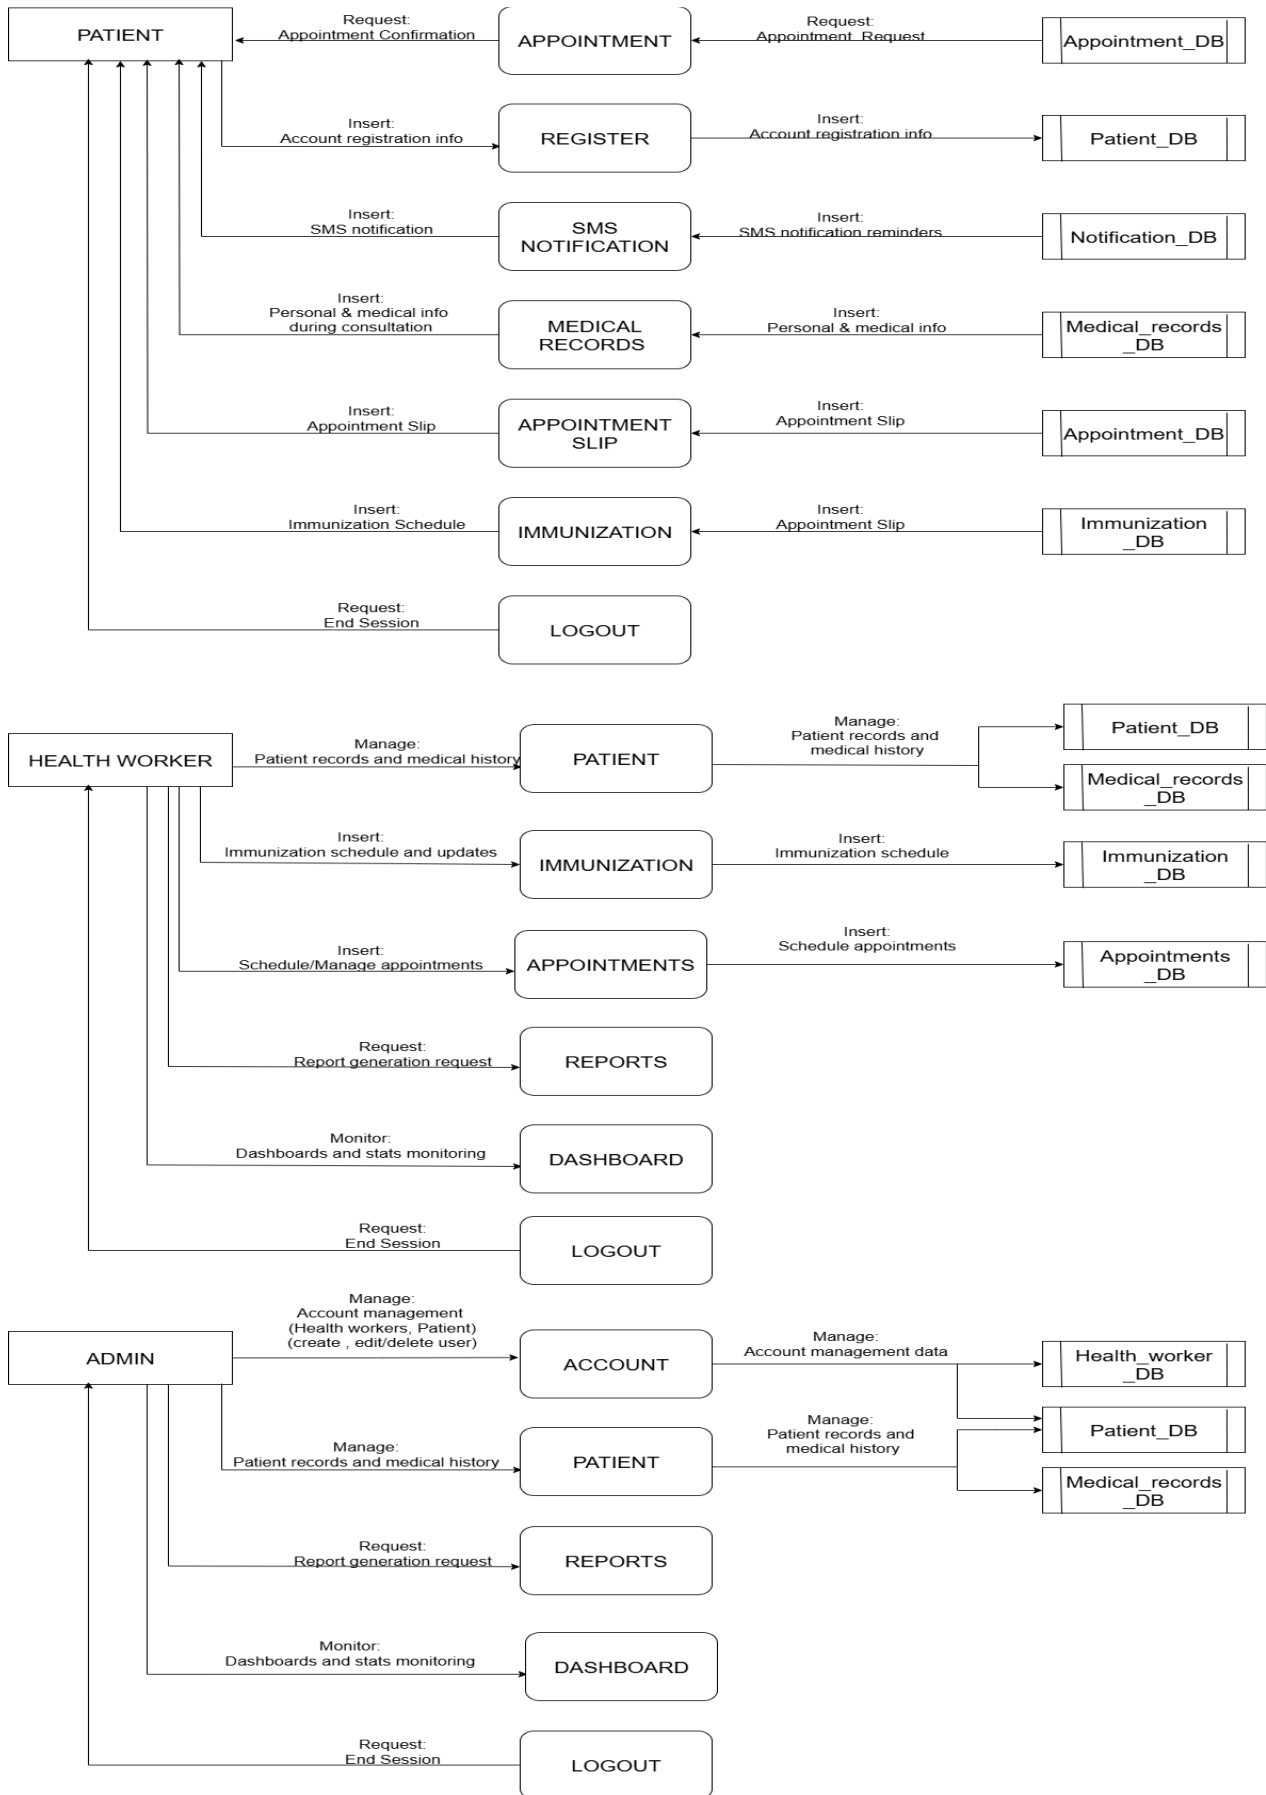 PATIENT
Request:
Appointment Confirmation
APPOINTMENT
Request:
Appointment_Request
Appointment_DB
Insert:
Account registration info
REGISTER
Insert:
Account registration info
Patient_DB
Insert:
SMS notification
SMS
NOTIFICATION
Insert:
SMS notification reminders
Notification_DB
Insert:
Personal & medical info
during consultation
MEDICAL
RECORDS
Insert:
Personal & medical info
Medical_records
_DB
Insert:
Appointment Slip
APPOINTMENT
SLIP
Insert:
Appointment Slip
Appointment_DB
Insert:
Immunization Schedule
IMMUNIZATION
Insert:
Appointment Slip
Immunization
_DB
Request:
End Session
LOGOUT
HEALTH WORKER
Manage:
Patient records and medical history
PATIENT
Manage:
Patient records and
medical history
Patient_DB
Medical_records
_DB
Insert:
Immunization schedule and updates
IMMUNIZATION
Insert:
Immunization schedule
Immunization
_DB
Insert:
Schedule/Manage appointments
APPOINTMENTS
Insert:
Schedule appointments
Appointments
_DB
Request:
Report generation request
REPORTS
Monitor:
Dashboards and stats monitoring
DASHBOARD
Request:
End Session
LOGOUT
ADMIN
Manage:
Account management
(Health workers, Patient)
(create , edit/delete user)
ACCOUNT
Manage:
Account management data
Health_worker
_DB
Manage:
Patient records and medical history
PATIENT
Manage:
Patient records and
medical history
Patient_DB
Medical_records
_DB
Request:
Report generation request
REPORTS
Monitor:
Dashboards and stats monitoring
DASHBOARD
Request:
End Session
LOGOUT